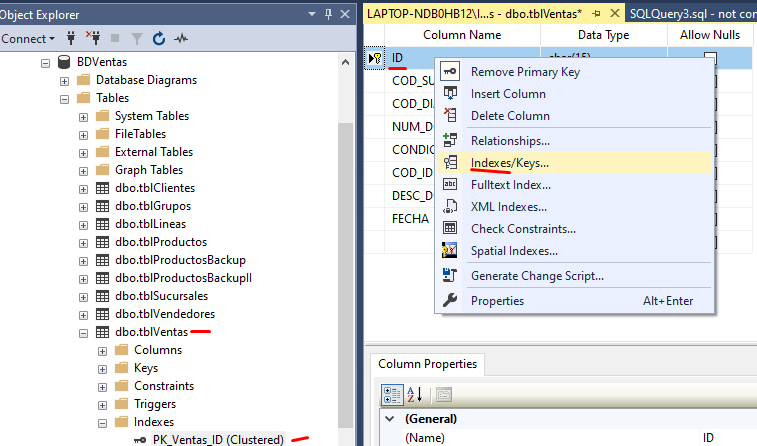 Object Explorer
Connect
BDVentas
Database Diagrams
Tables
System Tables
FileTables
External Tables
Graph Tables
dbo.tblClientes
dbo.tblGrupos
dbo.tblLineas
dbo.tblProductos
dbo.tblProductosBackup
dbo.tblProductosBackupII
dbo.tblSucursales
dbo.tblVendedores
dbo.tblVentas
Columns
Keys
Constraints
Triggers
Indexes
PK_Ventas_ID (Clustered)
LAPTOP-NDB0HB12\I...s - dbo.tblVentas*
SQLQuery3.sql - not con
Column Name Data Type Allow Nulls
ID char(15)
COD_SU
COD_DI
NUM_D
CONDIC
COD_ID
DESC_D
FECHA
Remove Primary Key
Insert Column
Delete Column
Relationships...
Indexes/Keys...
abc Fulltext Index...
XML Indexes...
Check Constraints...
Spatial Indexes...
Generate Change Script...
Properties Alt+Enter
Column Properties
(General)
(Name) ID